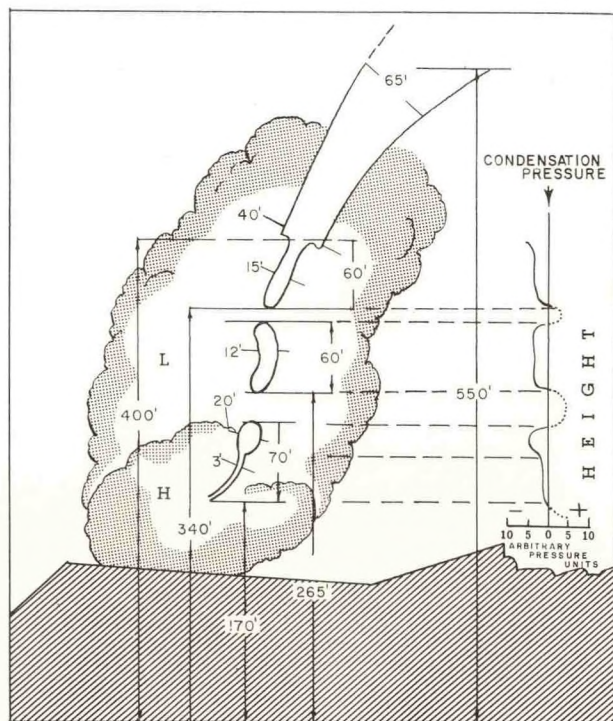 65'
CONDENSATION
PRESSURE
40'
60'
15'
L
12'
60'
550'
HEIGHT
400'
20'
3'
70'
H
340'
265'
170'
− +
10 5 0 5 10
ARBITRARY
PRESSURE
UNITS